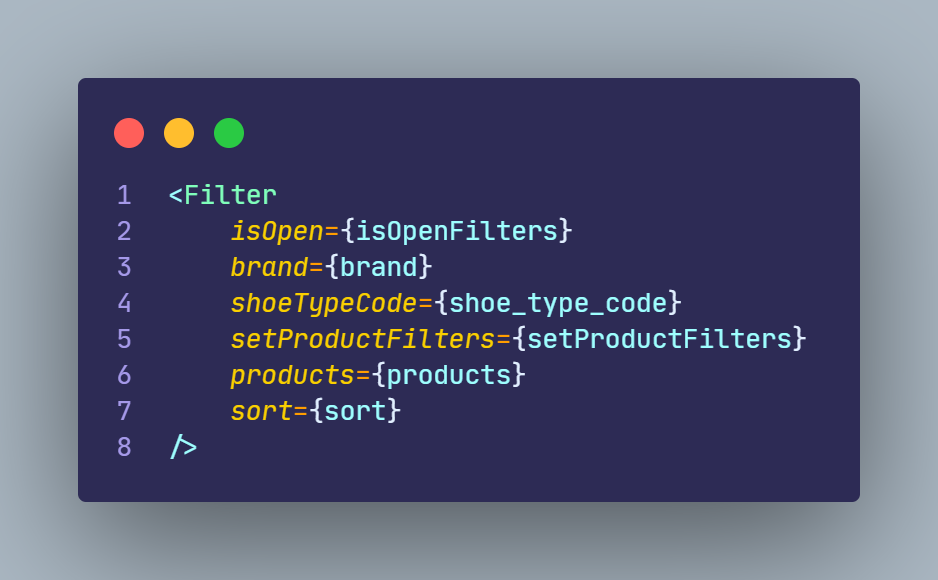 1 <Filter
2     isOpen={isOpenFilters}
3     brand={brand}
4     shoeTypeCode={shoe_type_code}
5     setProductFilters={setProductFilters}
6     products={products}
7     sort={sort}
8 />